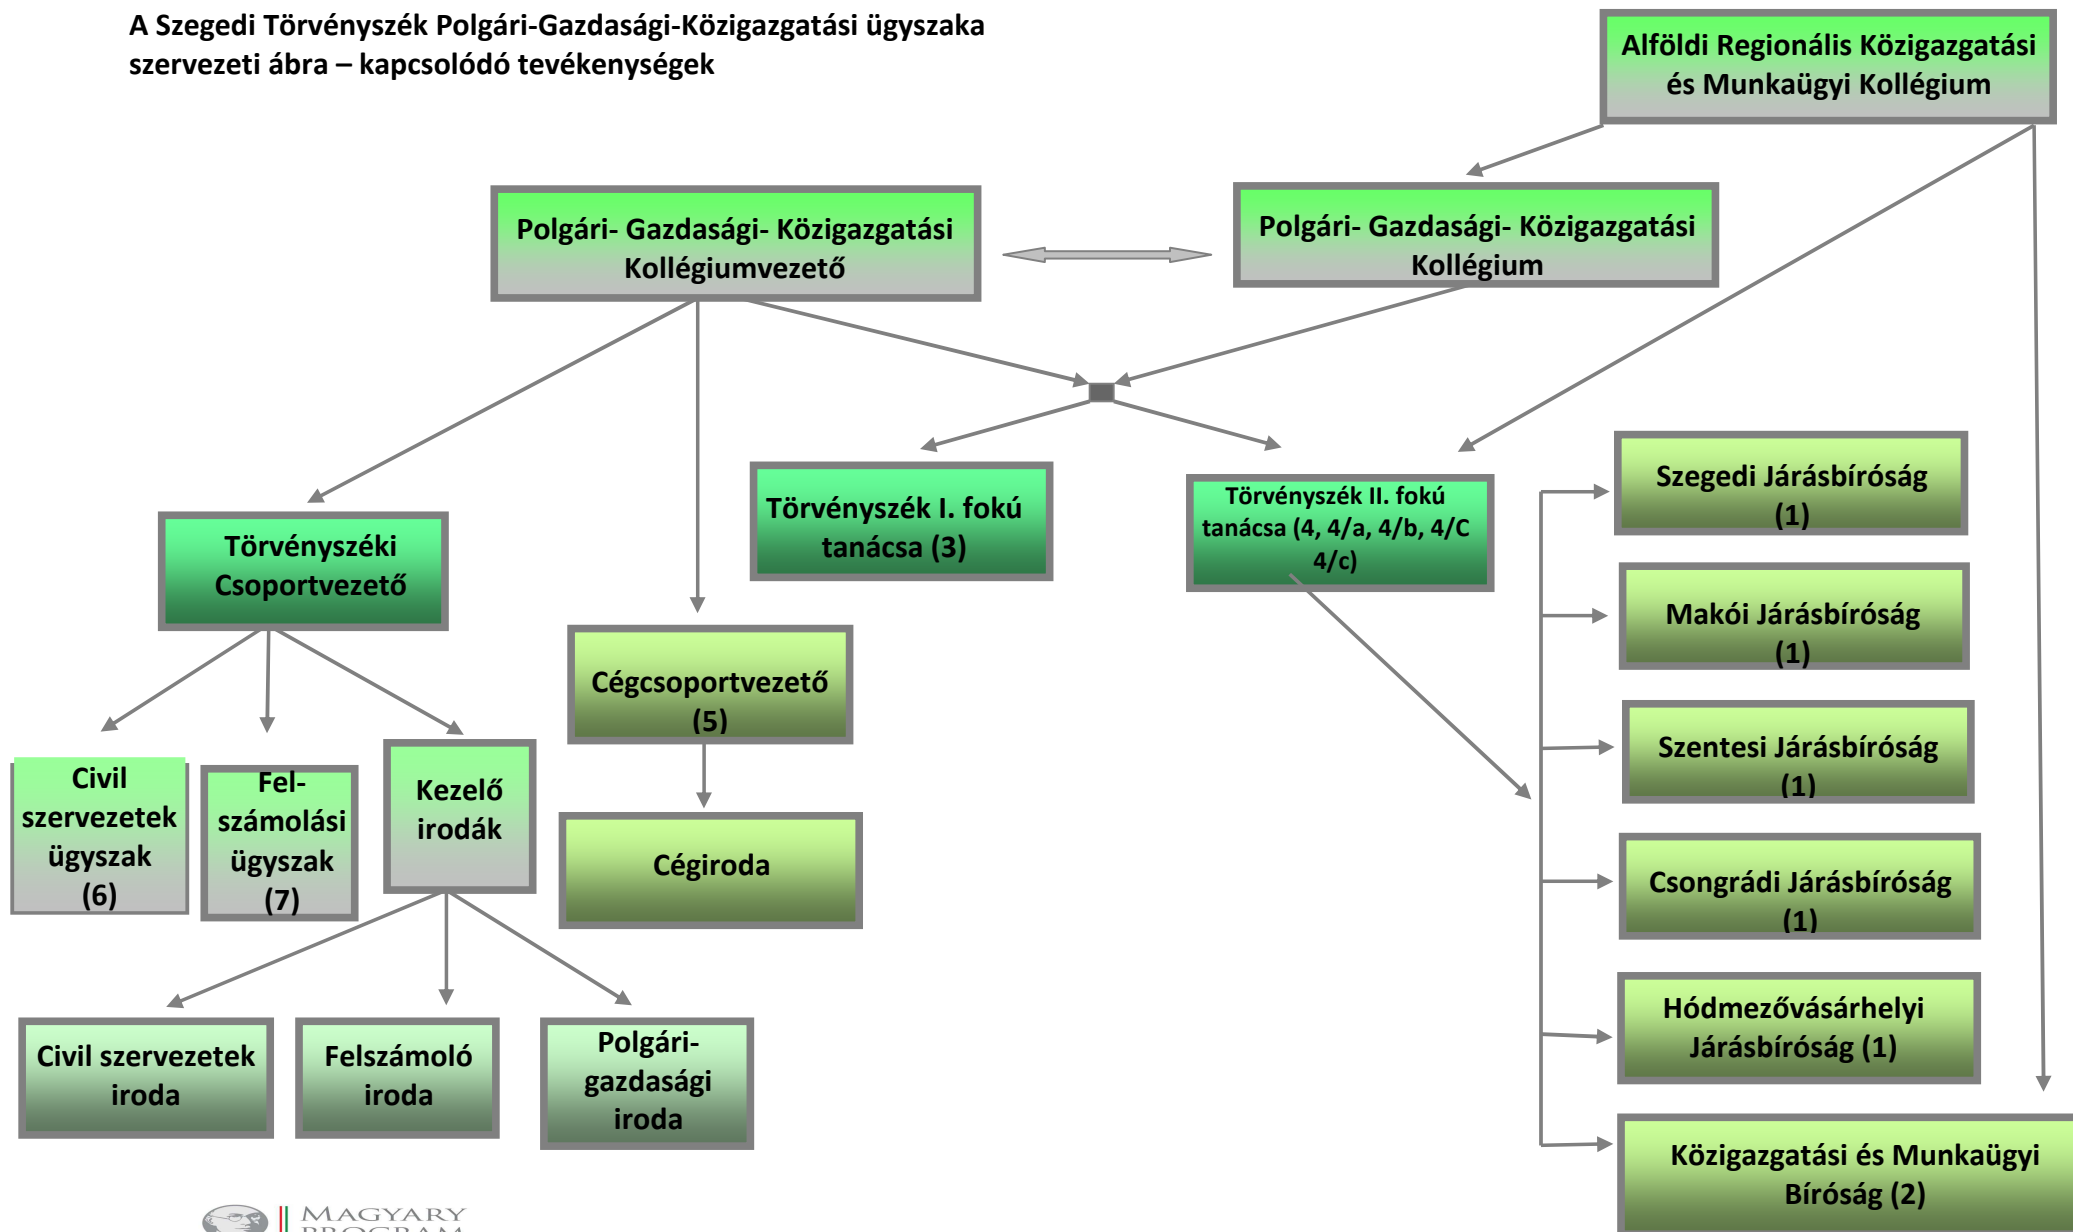 A Szegedi Törvényszék Polgári-Gazdasági-Közigazgatási ügyszaka
szervezeti ábra – kapcsolódó tevékenységek
Alföldi Regionális Közigazgatási
és Munkaügyi Kollégium
Polgári- Gazdasági- Közigazgatási
Kollégiumvezető
Polgári- Gazdasági- Közigazgatási
Kollégium
Törvényszéki
Csoportvezető
Törvényszék I. fokú
tanácsa (3)
Törvényszék II. fokú
tanácsa (4, 4/a, 4/b, 4/C
4/c)
Szegedi Járásbíróság
(1)
Makói Járásbíróság
(1)
Szentesi Járásbíróság
(1)
Csongrádi Járásbíróság
(1)
Hódmezővásárhelyi
Járásbíróság (1)
Közigazgatási és Munkaügyi
Bíróság (2)
Cégcsoportvezető
(5)
Cégiroda
Civil
szervezetek
ügyszak
(6)
Fel-
számolási
ügyszak
(7)
Kezelő
irodák
Civil szervezetek
iroda
Felszámoló
iroda
Polgári-
gazdasági
iroda
MAGYARY
PROGRAM